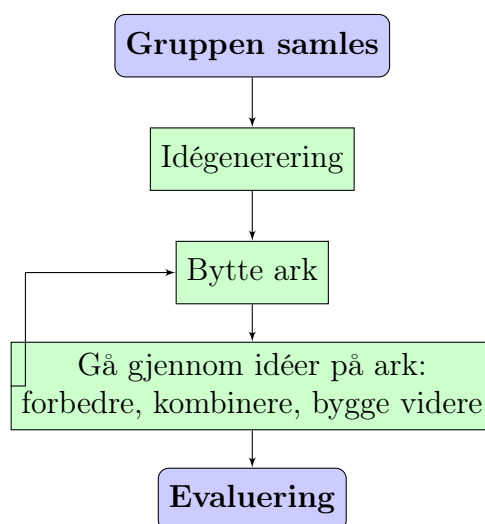 Gruppen samles
Idégenerering
Bytte ark
Gå gjennom idéer på ark:
forbedre, kombinere, bygge videre
Evaluering